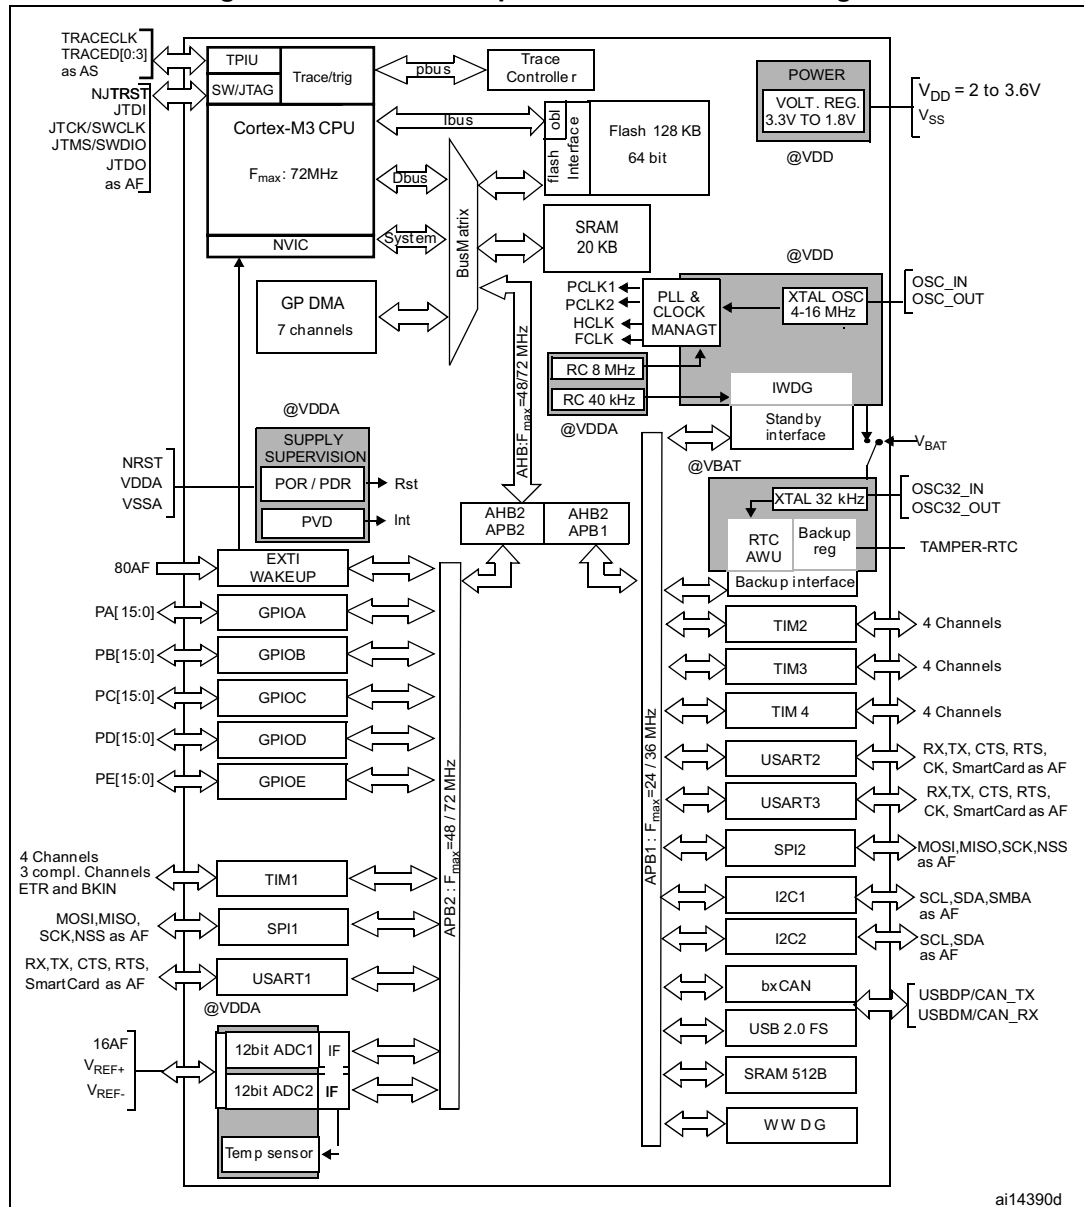 TRACECLK
TRACED[0:3]
as AS
TPIU
SW/JTAG
Trace/trig
pbus
Trace
Controller
POWER
VOLT. REG.
3.3V TO 1.8V
@VDD
VDD = 2 to 3.6V
VSS
NJTRST
JTDI
JTCK/SWCLK
JTMS/SWDIO
JTDO
as AF
Cortex-M3 CPU
Fmax: 72MHz
NVIC
Ibus
Dbus
System
BusMatrix
obl
flash
Interface
Flash 128 KB
64 bit
SRAM
20 KB
GP DMA
7 channels
AHB:Fmax=48/72 MHz
@VDD
PCLK1
PCLK2
HCLK
FCLK
PLL &
CLOCK
MANAGT
XTAL OSC
4-16 MHz
OSC_IN
OSC_OUT
RC 8 MHz
RC 40 kHz
@VDDA
IWDG
Standby
interface
@VBAT
VBAT
XTAL 32 kHz
OSC32_IN
OSC32_OUT
RTC
AWU
Backup
reg
TAMPER-RTC
Backup interface
@VDDA
SUPPLY
SUPERVISION
NRST
VDDA
VSSA
POR / PDR
Rst
PVD
Int
AHB2
APB2
AHB2
APB1
80AF
EXTI
WAKEUP
PA[15:0]
GPIOA
PB[15:0]
GPIOB
PC[15:0]
GPIOC
PD[15:0]
GPIOD
PE[15:0]
GPIOE
4 Channels
3 compl. Channels
ETR and BKIN
TIM1
MOSI,MISO,
SCK,NSS as AF
SPI1
RX,TX, CTS, RTS,
SmartCard as AF
USART1
@VDDA
16AF
VREF+
VREF-
12bit ADC1
IF
12bit ADC2
IF
Temp sensor
APB2 : Fmax=48 / 72 MHz
APB1 : Fmax=24 / 36 MHz
TIM2
4 Channels
TIM3
4 Channels
TIM 4
4 Channels
USART2
RX,TX, CTS, RTS,
CK, SmartCard as AF
USART3
RX,TX, CTS, RTS,
CK, SmartCard as AF
SPI2
MOSI,MISO,SCK,NSS
as AF
I2C1
SCL,SDA,SMBA
as AF
I2C2
SCL,SDA
as AF
bxCAN
USBDP/CAN_TX
USBDM/CAN_RX
USB 2.0 FS
SRAM 512B
WWDG
ai14390d